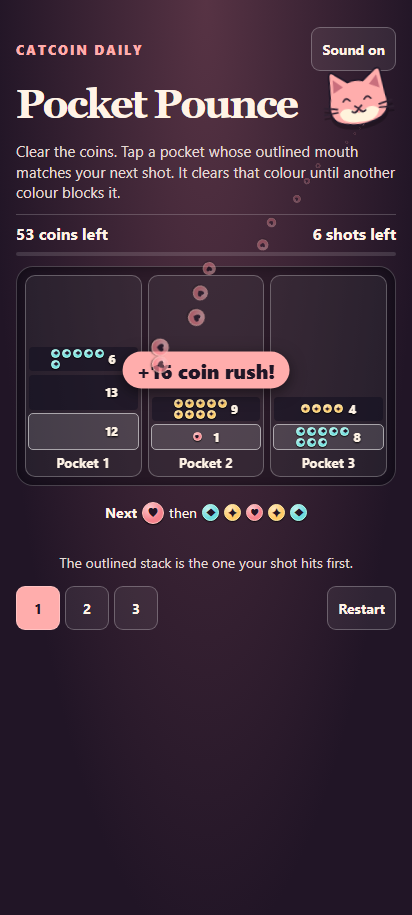 CATCOIN DAILY
Sound on
Pocket Pounce
Clear the coins. Tap a pocket whose outlined mouth
matches your next shot. It clears that colour until another
colour blocks it.
53 coins left
6 shots left
6
13
12
Pocket 1
+16 coin rush!
9
1
Pocket 2
4
8
Pocket 3
Next then
The outlined stack is the one your shot hits first.
1
2
3
Restart